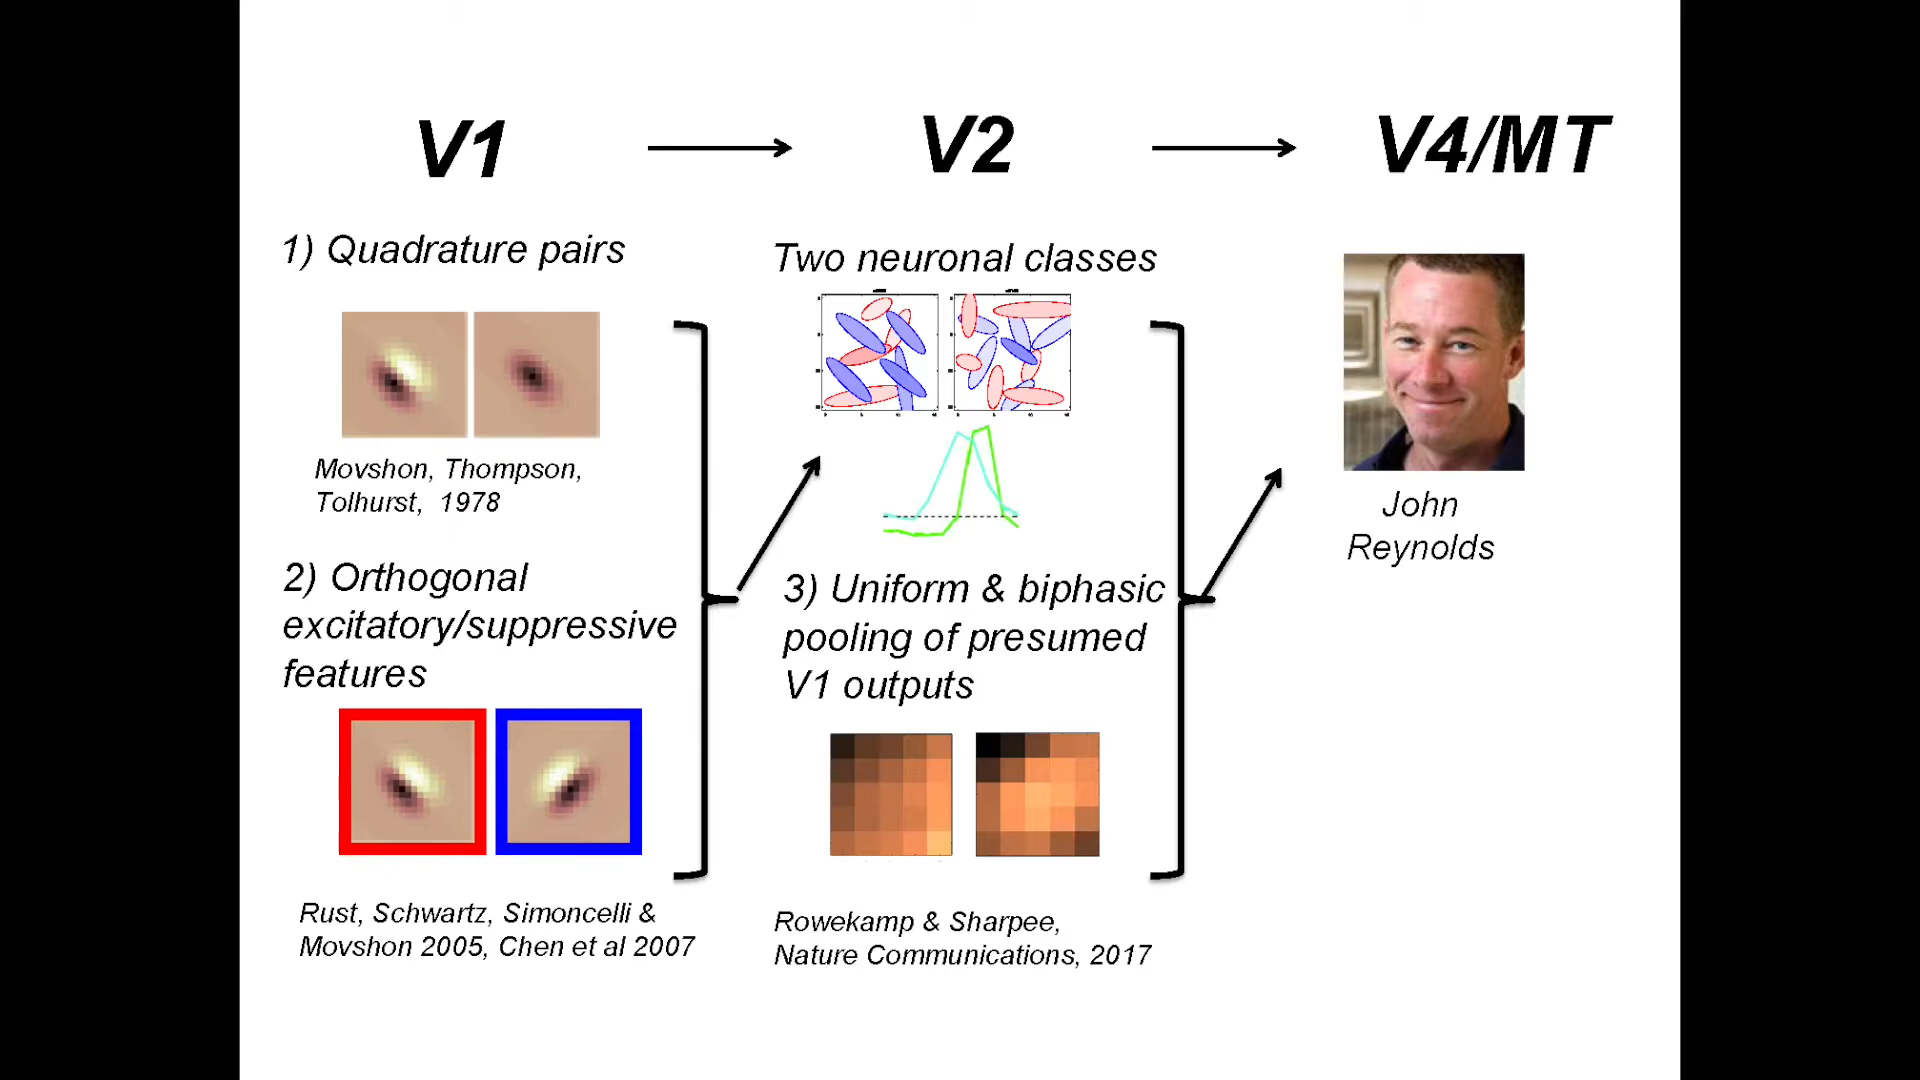 V1
V2
V4/MT
1) Quadrature pairs
Movshon, Thompson,
Tolhurst, 1978
2) Orthogonal
excitatory/suppressive
features
Rust, Schwartz, Simoncelli &
Movshon 2005, Chen et al 2007
Two neuronal classes
3) Uniform & biphasic
pooling of presumed
V1 outputs
Rowekamp & Sharpee,
Nature Communications, 2017
John
Reynolds